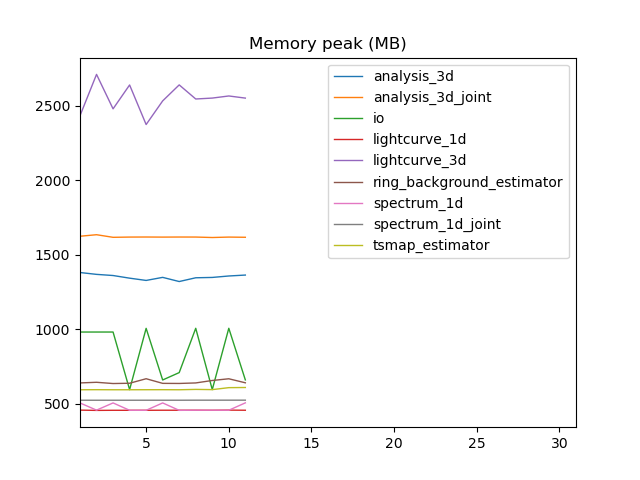 Memory peak (MB)
2500
2000
1500
1000
500
5
10
15
20
25
30
analysis_3d
analysis_3d_joint
io
lightcurve_1d
lightcurve_3d
ring_background_estimator
spectrum_1d
spectrum_1d_joint
tsmap_estimator